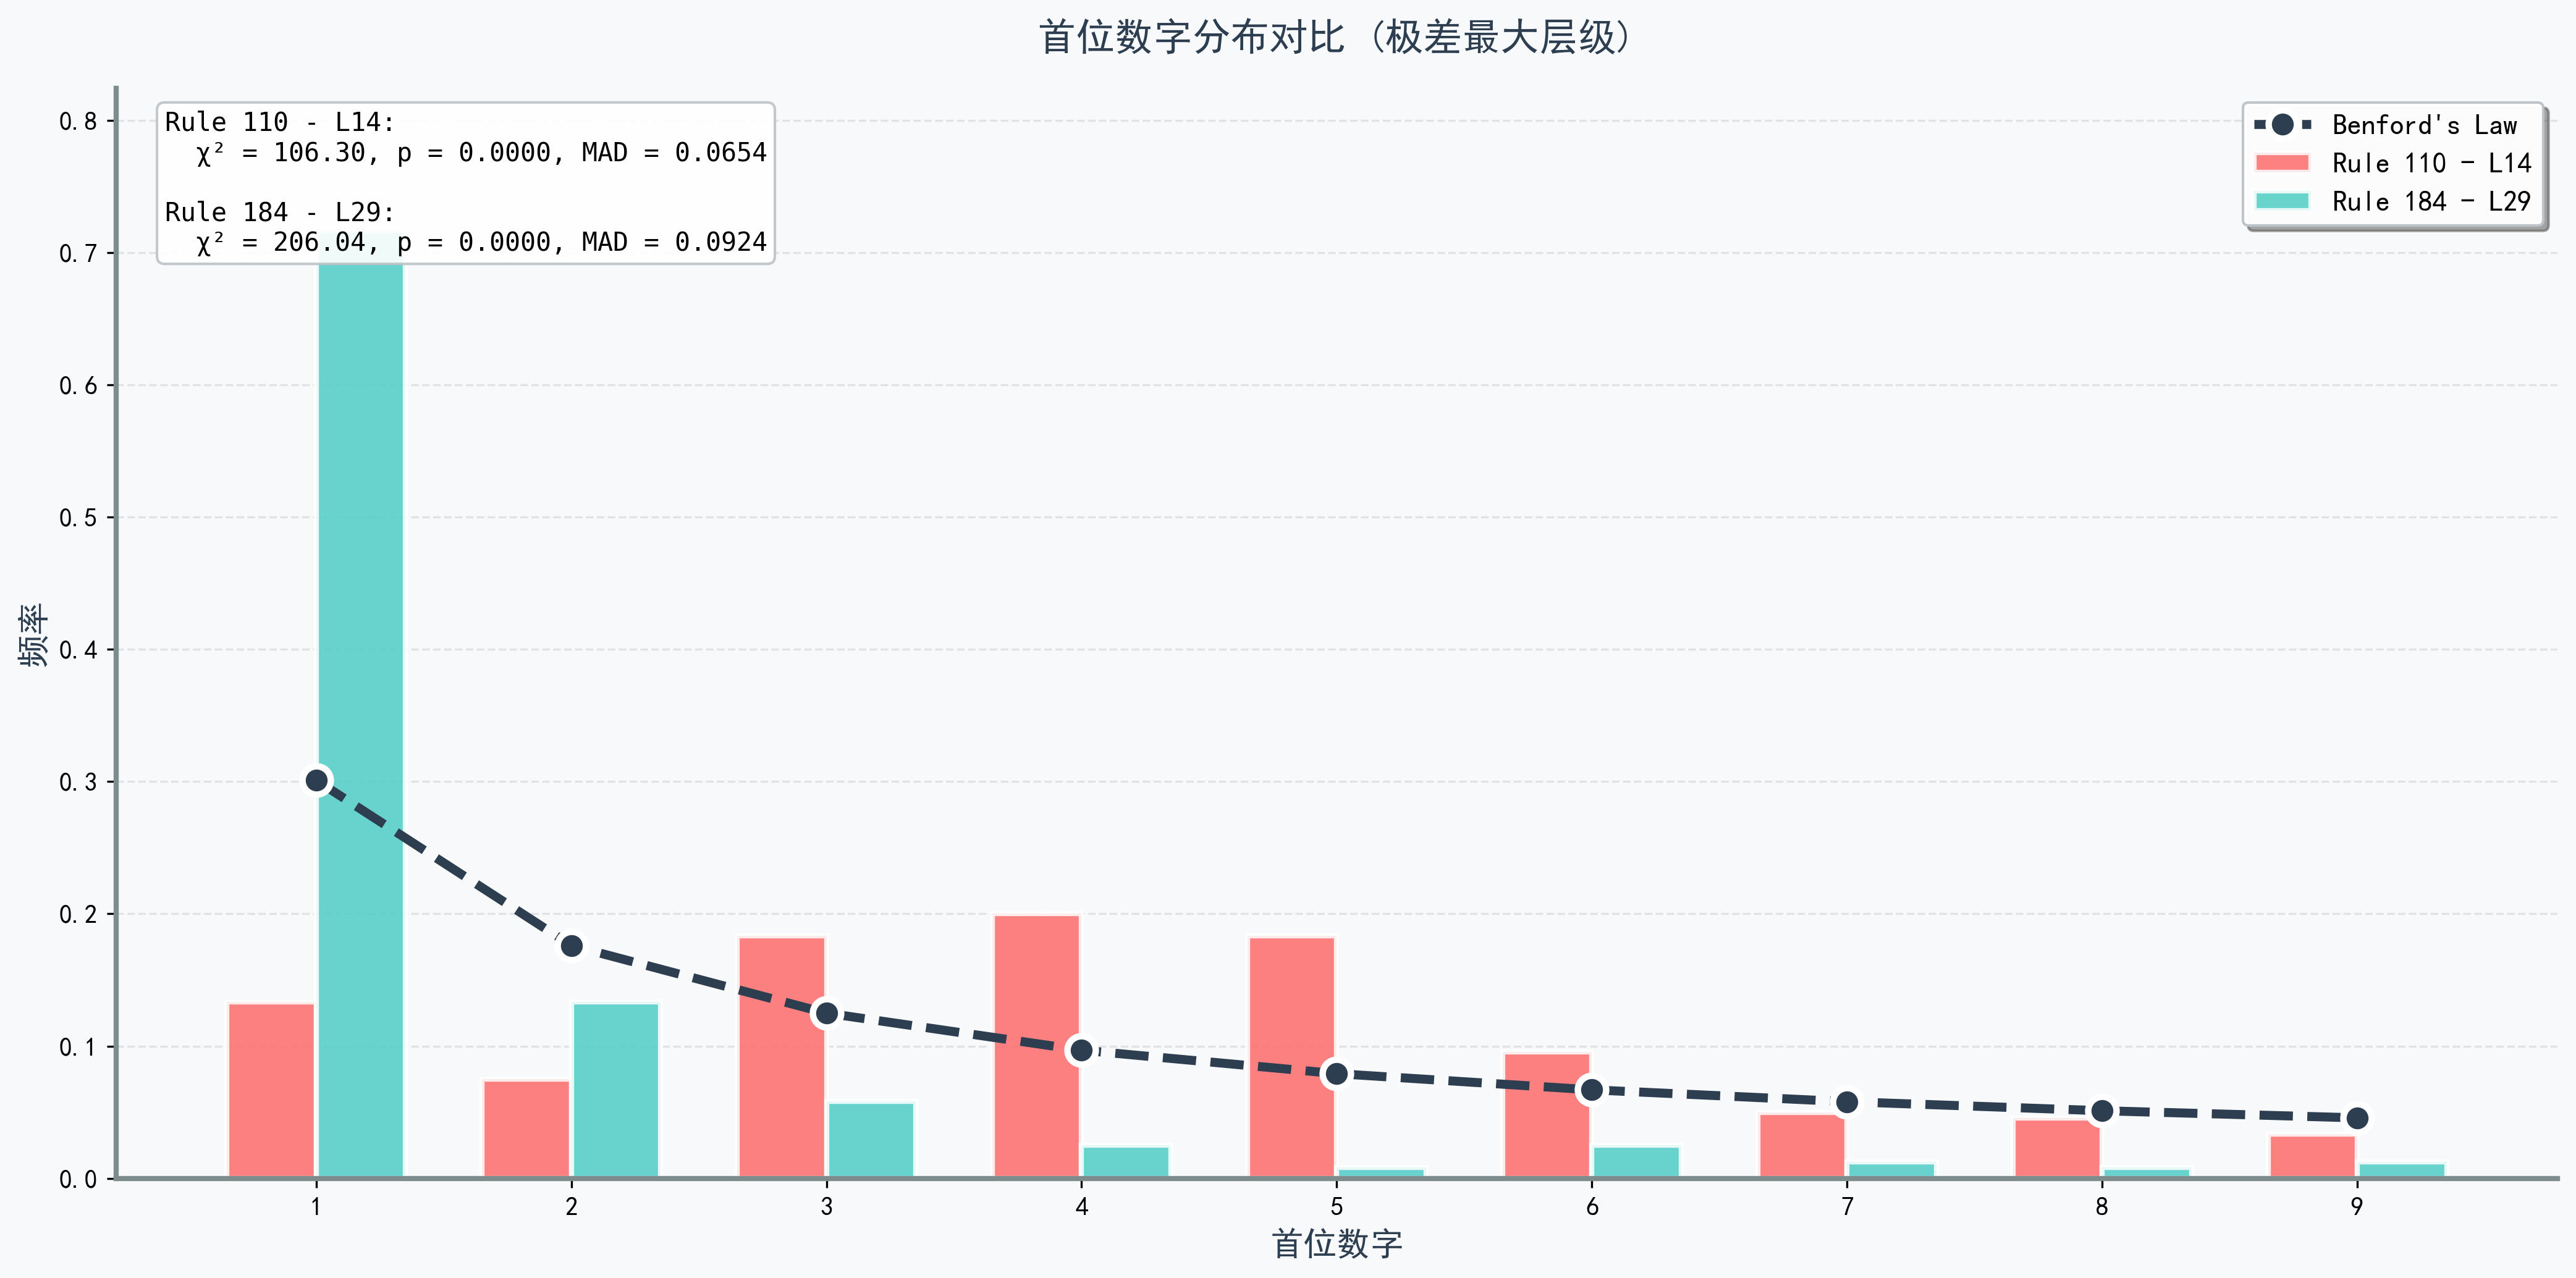 首位数字分布对比 (极差最大层级)
Rule 110 - L14:
χ² = 106.30, p = 0.0000, MAD = 0.0654
Rule 184 - L29:
χ² = 206.04, p = 0.0000, MAD = 0.0924
Benford's Law
Rule 110 - L14
Rule 184 - L29
频率
0.8
0.7
0.6
0.5
0.4
0.3
0.2
0.1
0.0
1 2 3 4 5 6 7 8 9
首位数字